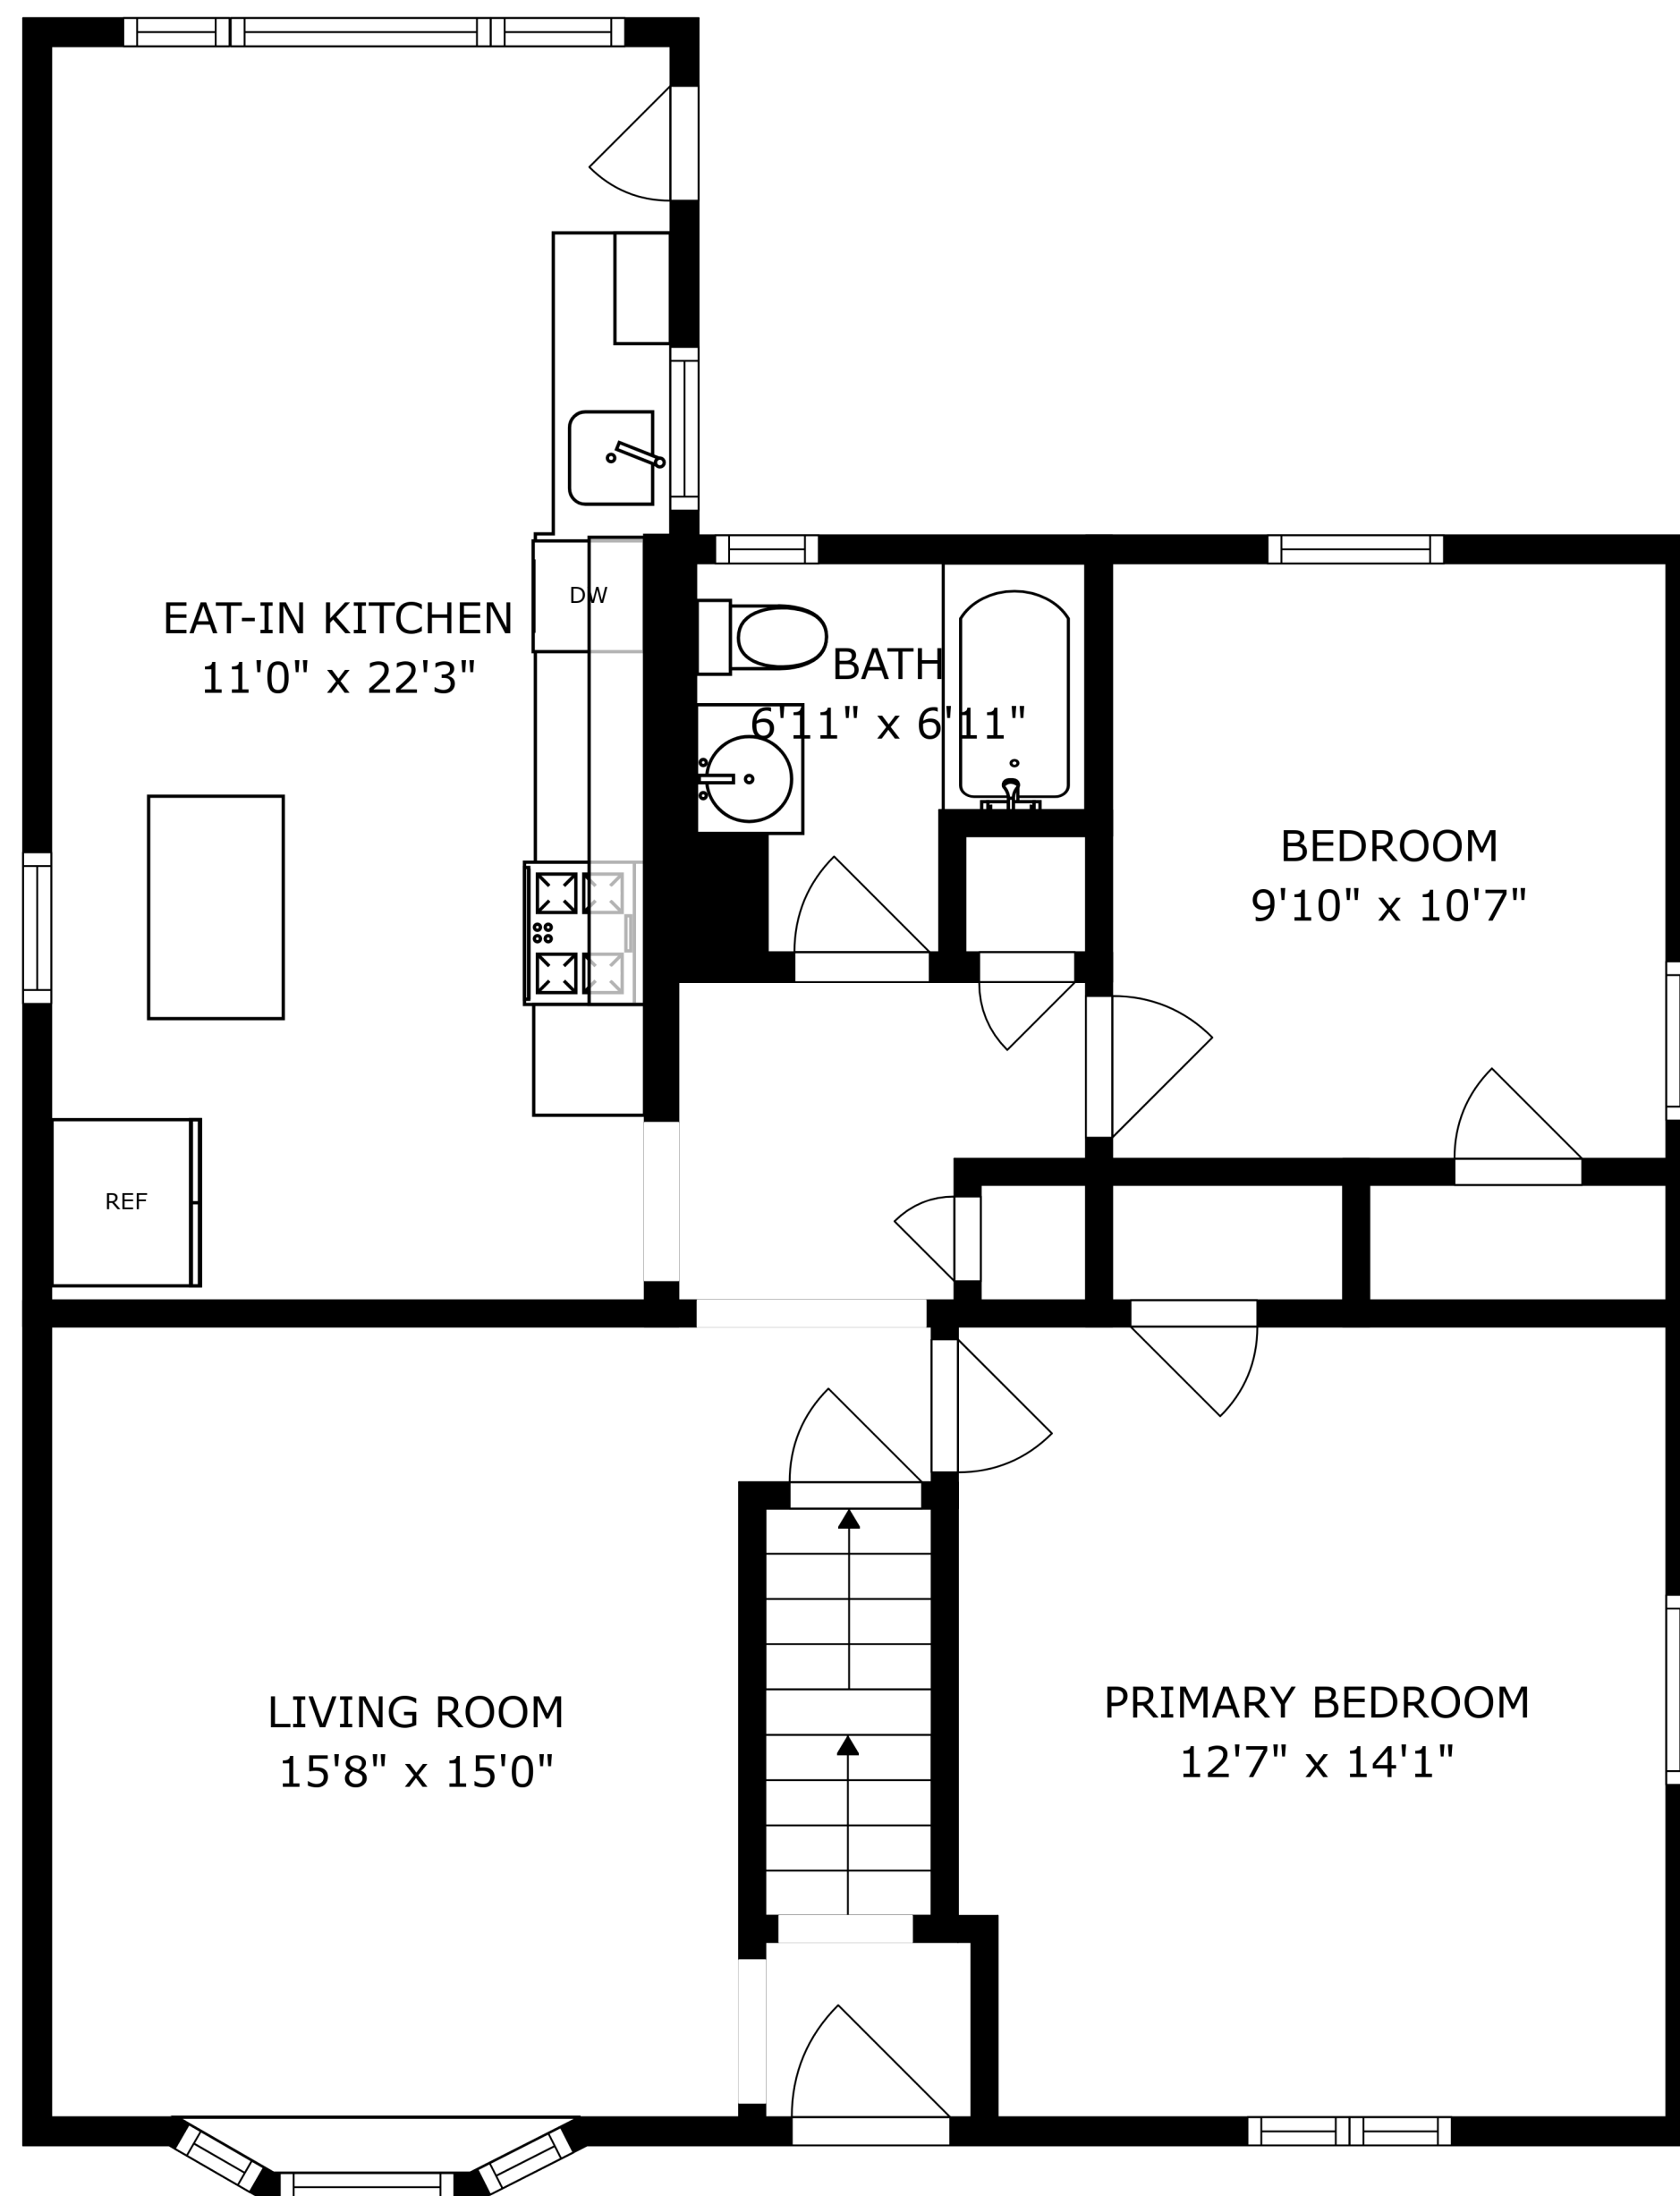 DW
EAT-IN KITCHEN
11'0" x 22'3"
BATH
6'11" x 6'11"
BEDROOM
9'10" x 10'7"
REF
LIVING ROOM
15'8" x 15'0"
PRIMARY BEDROOM
12'7" x 14'1"